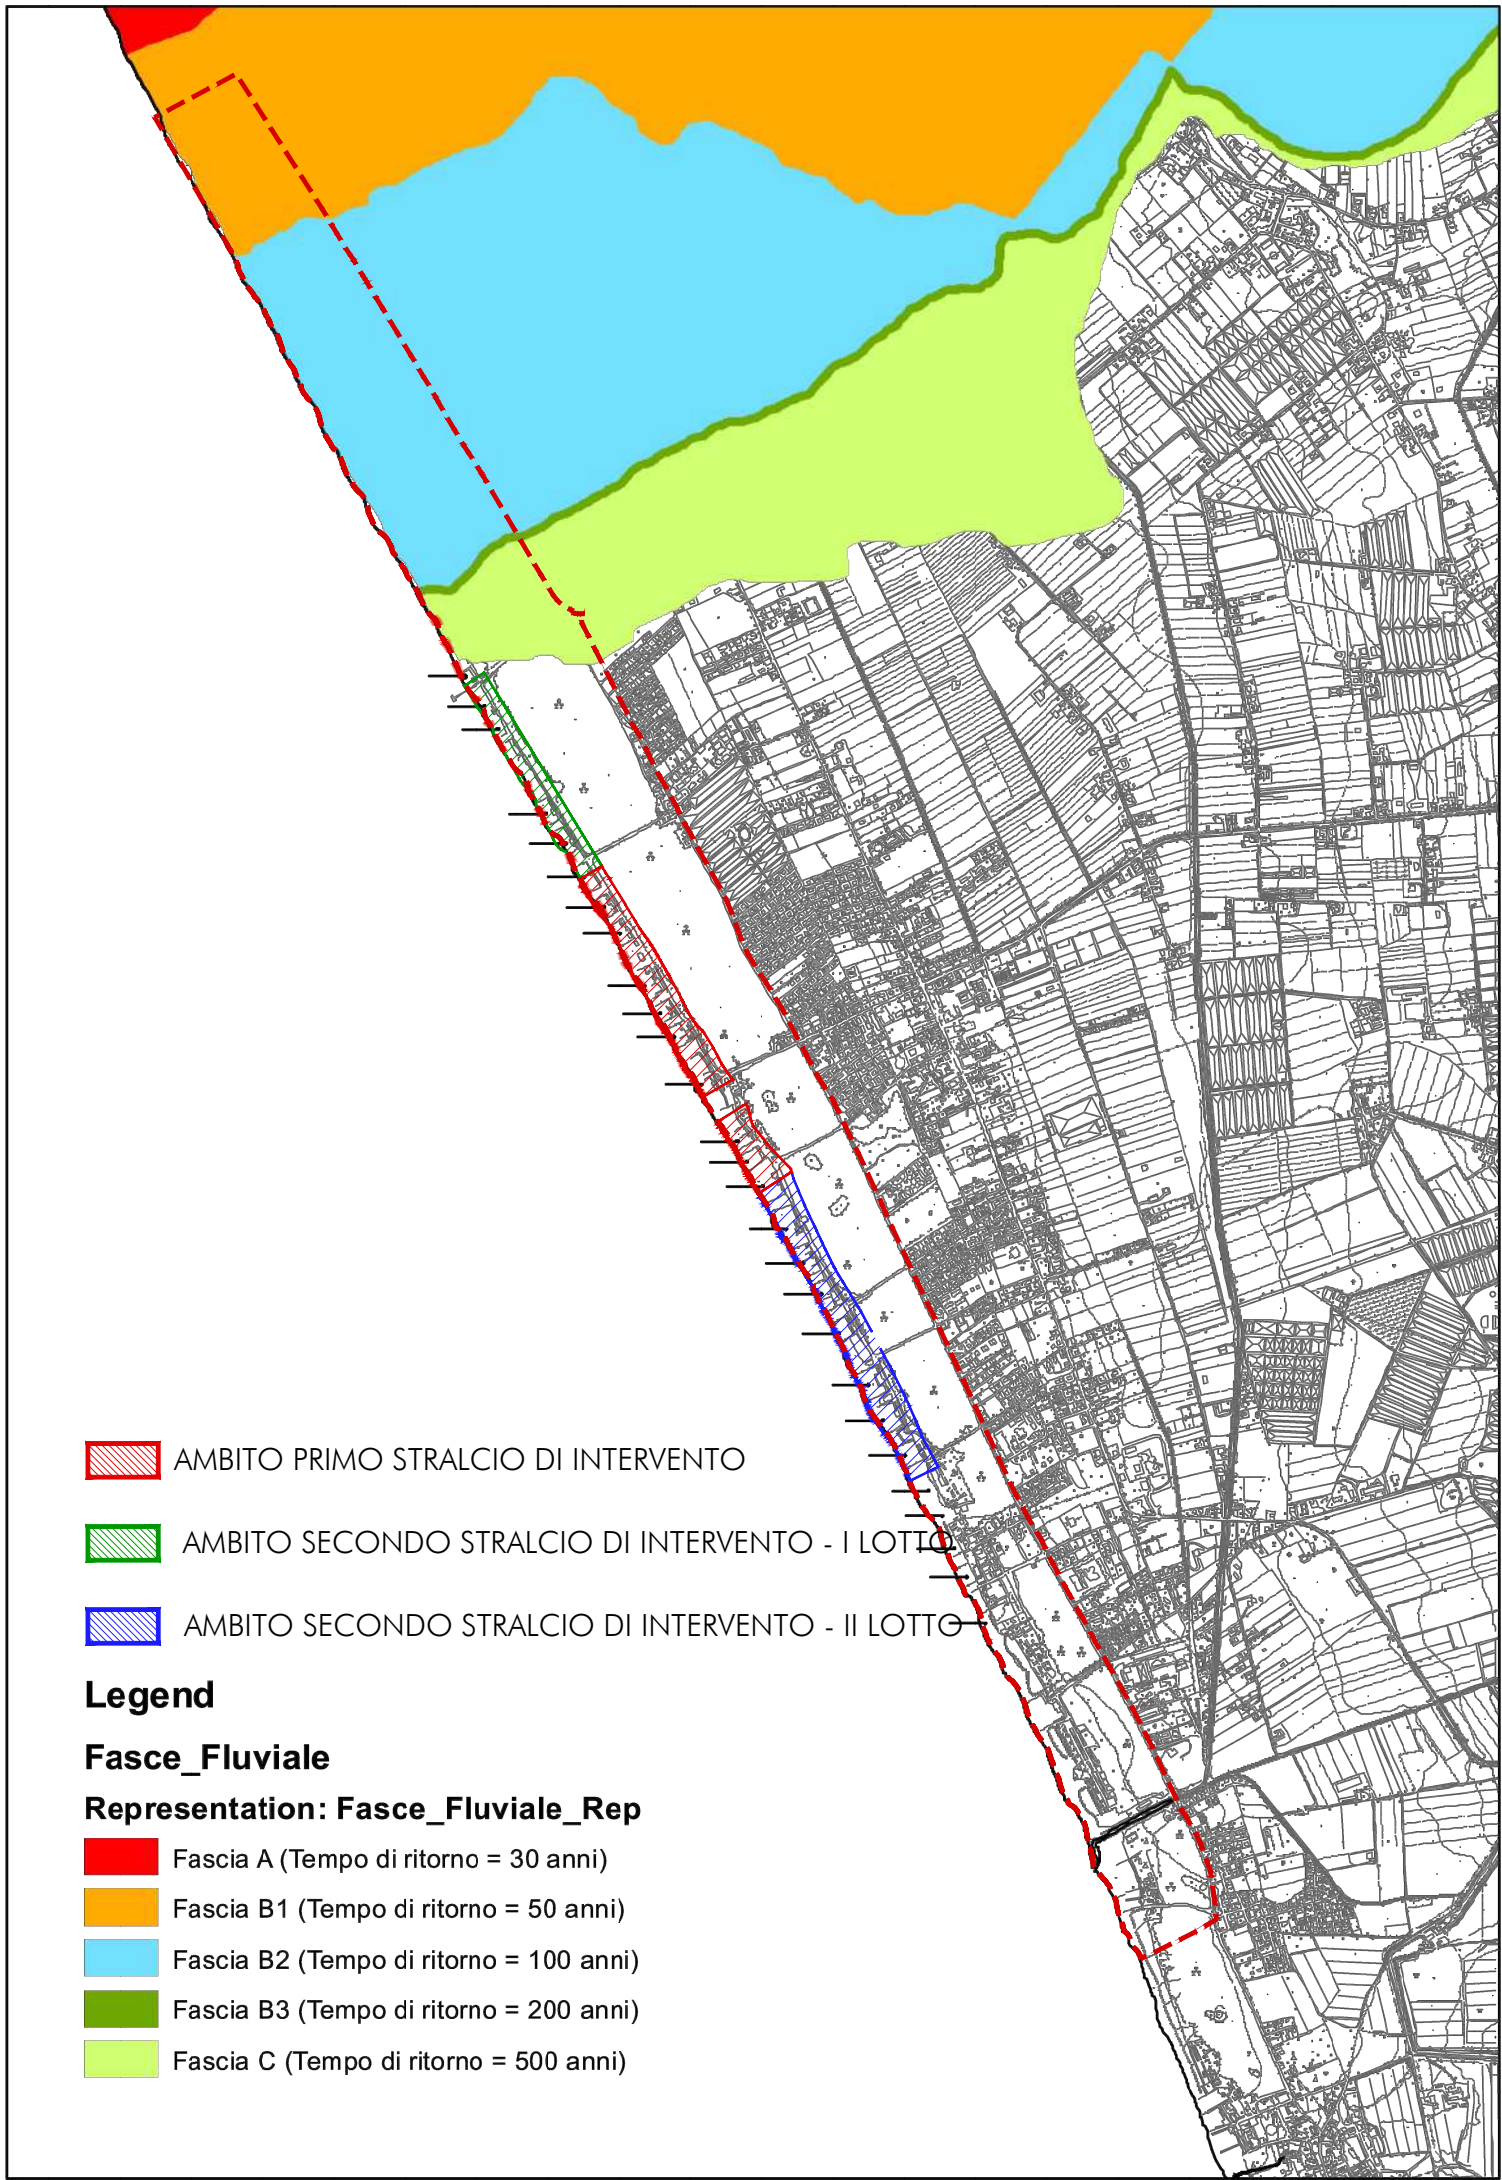 AMBITO PRIMO STRALCIO DI INTERVENTO
AMBITO SECONDO STRALCIO DI INTERVENTO - I LOTTO
AMBITO SECONDO STRALCIO DI INTERVENTO - II LOTTO
Legend
Fasce_Fluviale
Representation: Fasce_Fluviale_Rep
Fascia A (Tempo di ritorno = 30 anni)
Fascia B1 (Tempo di ritorno = 50 anni)
Fascia B2 (Tempo di ritorno = 100 anni)
Fascia B3 (Tempo di ritorno = 200 anni)
Fascia C (Tempo di ritorno = 500 anni)